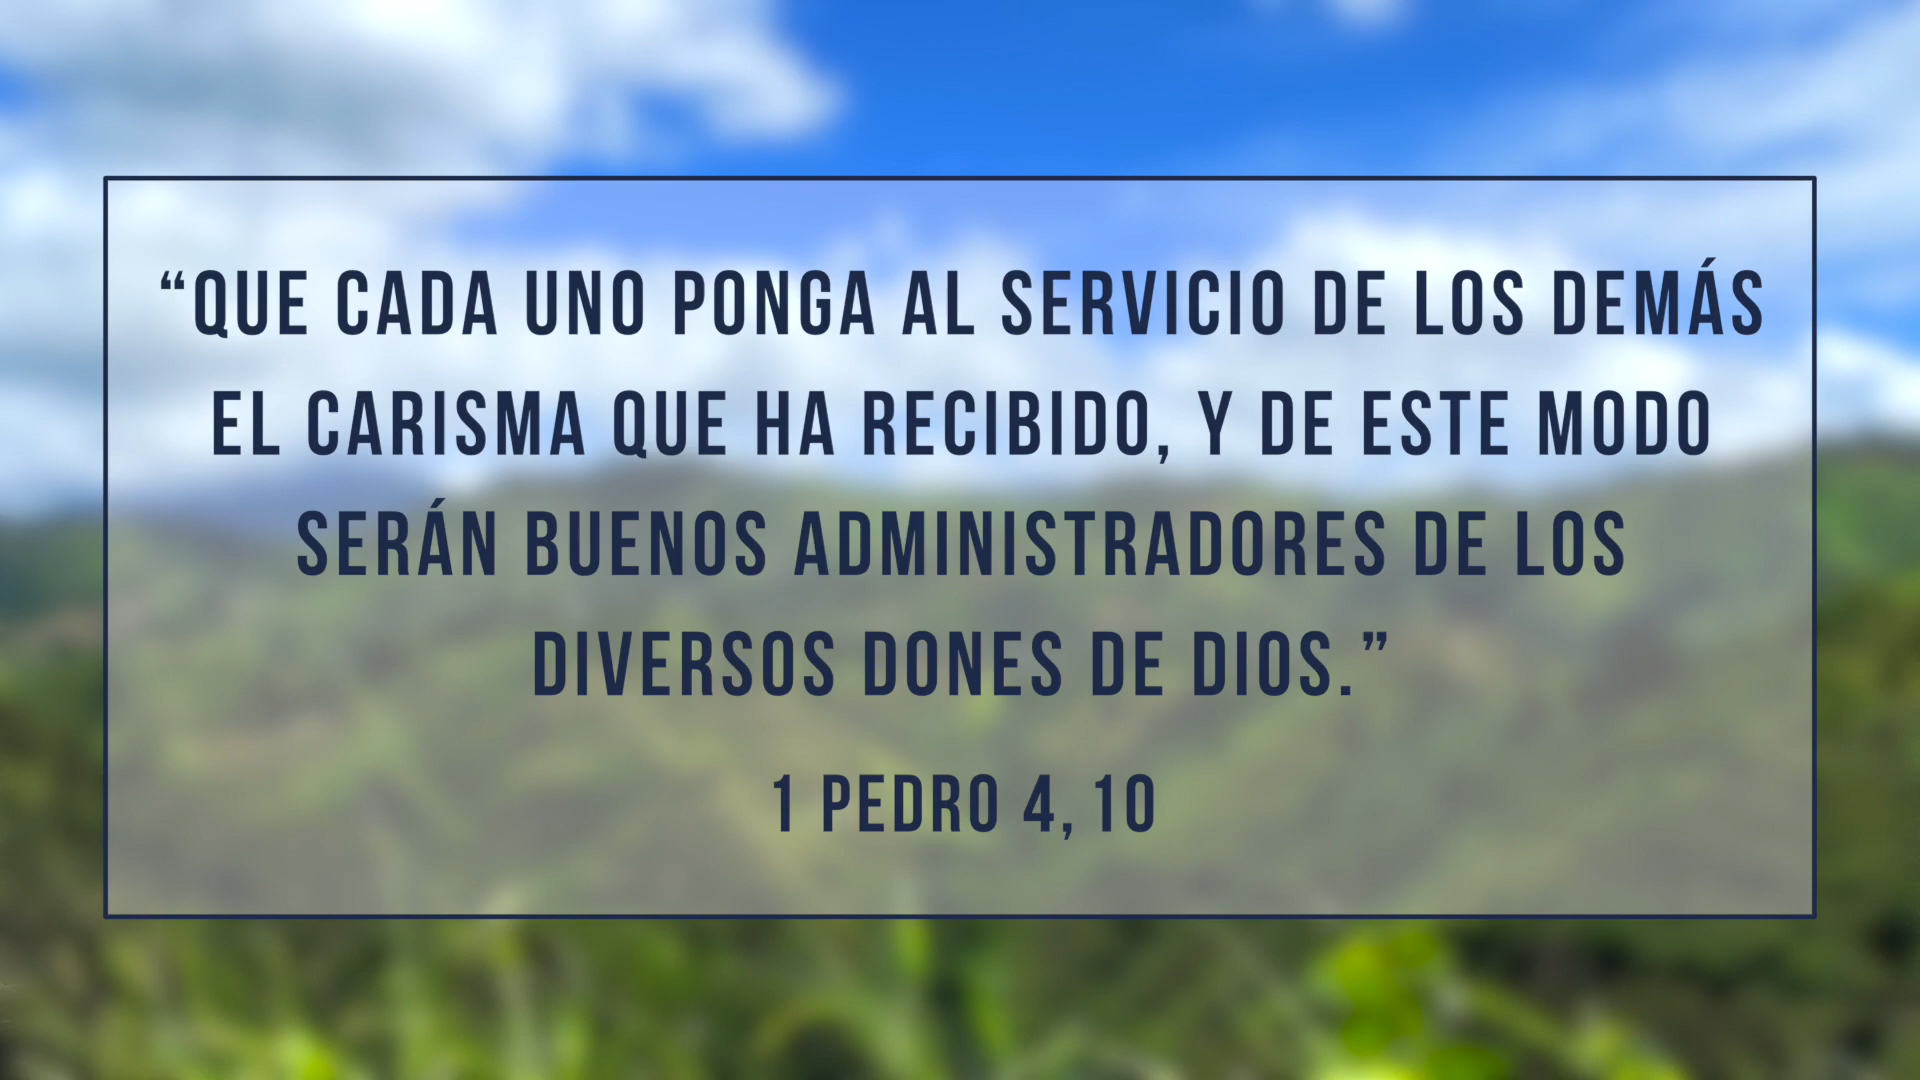 “QUE CADA UNO PONGA AL SERVICIO DE LOS DEMÁS
EL CARISMA QUE HA RECIBIDO, Y DE ESTE MODO
SERÁN BUENOS ADMINISTRADORES DE LOS
DIVERSOS DONES DE DIOS.”
1 PEDRO 4, 10